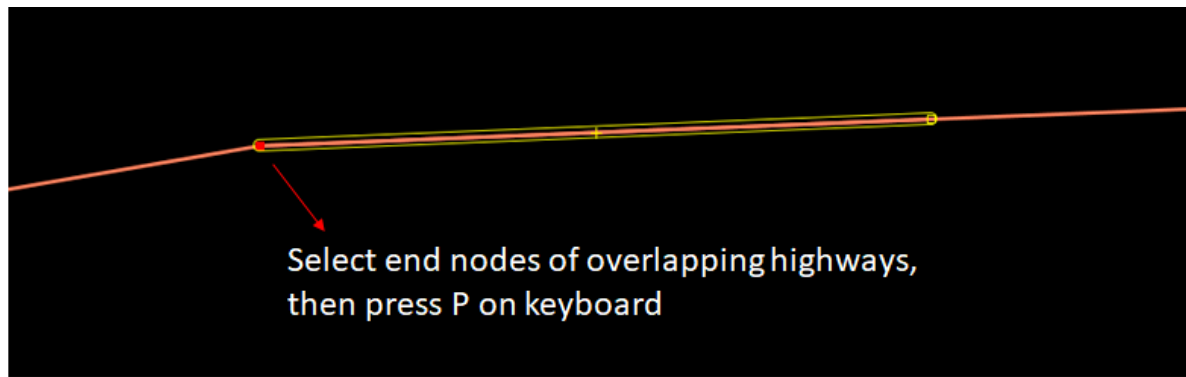 Select end nodes of overlapping highways,
then press P on keyboard